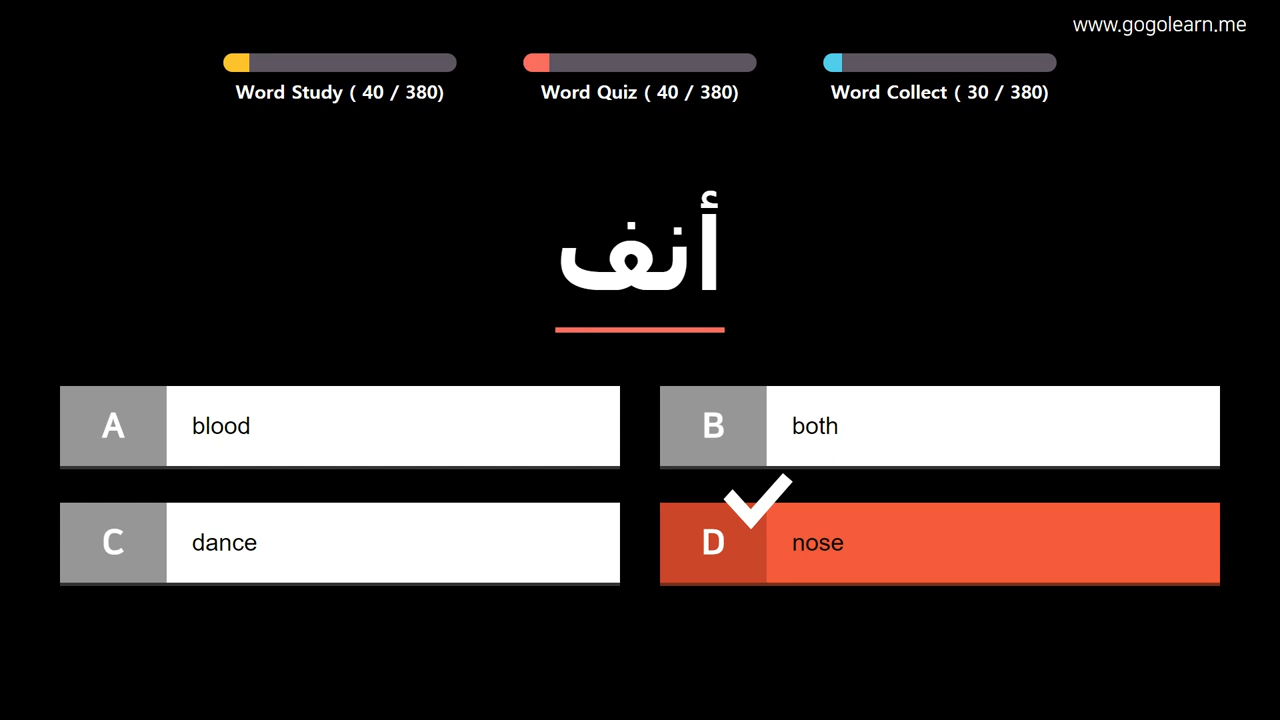 www.gogolearn.me
Word Study ( 40 / 380)
Word Quiz ( 40 / 380)
Word Collect ( 30 / 380)
أنف
A blood
B both
C dance
D nose